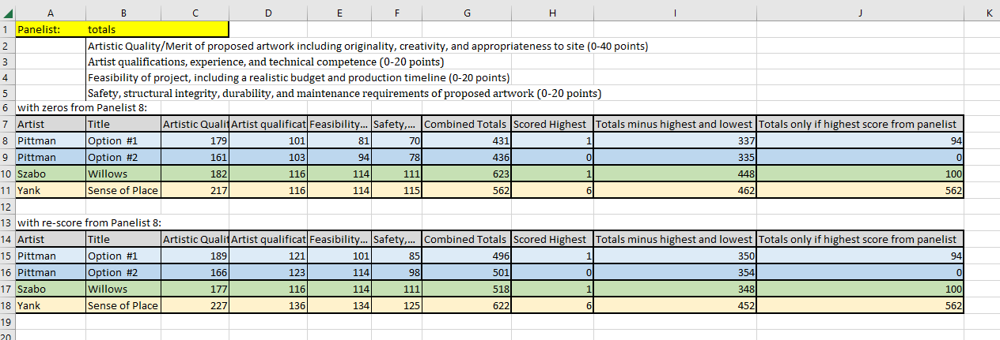 A B C D E F G H I J K
1 Panelist: totals
2 Artistic Quality/Merit of proposed artwork including originality, creativity, and appropriateness to site (0-40 points)
3 Artist qualifications, experience, and technical competence (0-20 points)
4 Feasibility of project, including a realistic budget and production timeline (0-20 points)
5 Safety, structural integrity, durability, and maintenance requirements of proposed artwork (0-20 points)
6 with zeros from Panelist 8:
7 Artist Title Artistic Qualit Artist qualificat Feasibility... Safety,... Combined Totals Scored Highest Totals minus highest and lowest Totals only if highest score from panelist
8 Pittman Option #1 179 101 81 70 431 1 337 94
9 Pittman Option #2 161 103 94 78 436 0 335 0
10 Szabo Willows 182 116 114 111 623 1 448 100
11 Yank Sense of Place 217 116 114 115 562 6 462 562
12
13 with re-score from Panelist 8:
14 Artist Title Artistic Qualit Artist qualificat Feasibility... Safety,... Combined Totals Scored Highest Totals minus highest and lowest Totals only if highest score from panelist
15 Pittman Option #1 189 121 101 85 496 1 350 94
16 Pittman Option #2 166 123 114 98 501 0 354 0
17 Szabo Willows 177 116 114 111 518 1 348 100
18 Yank Sense of Place 227 136 134 125 622 6 452 562
19
20